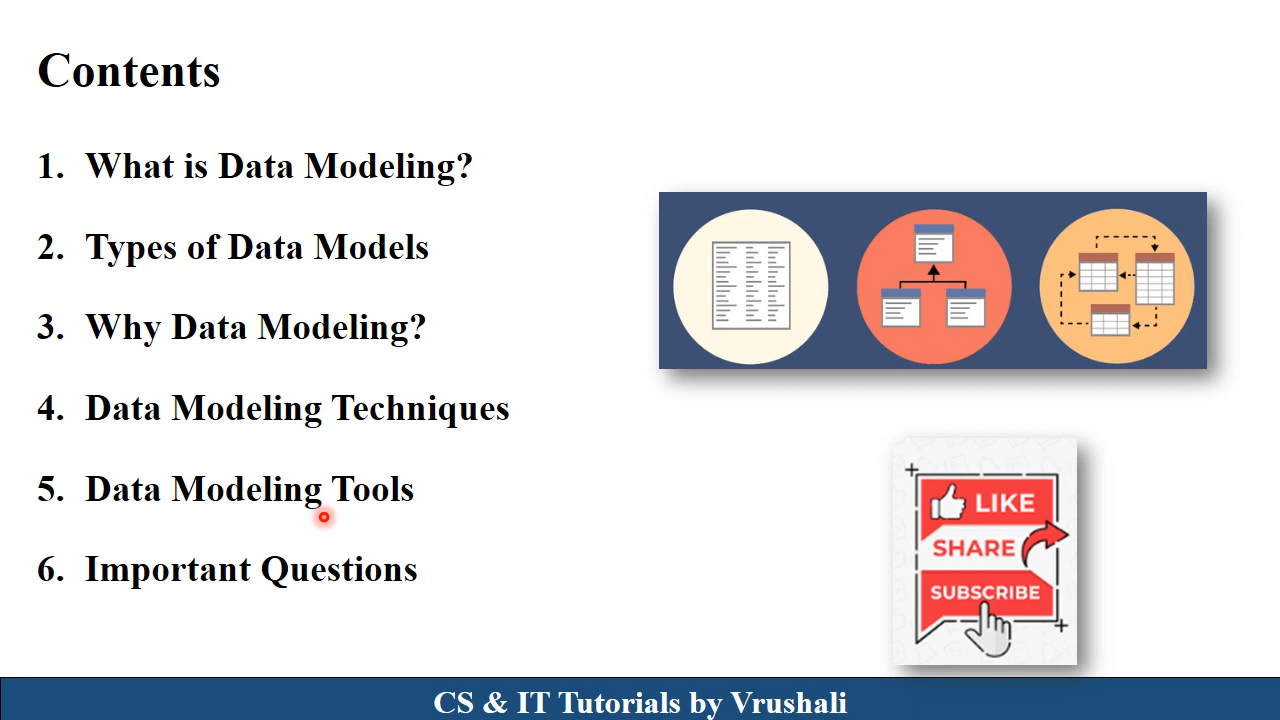 Contents
1. What is Data Modeling?
2. Types of Data Models
3. Why Data Modeling?
4. Data Modeling Techniques
5. Data Modeling Tools
6. Important Questions
LIKE
SHARE
SUBSCRIBE
CS & IT Tutorials by Vrushali